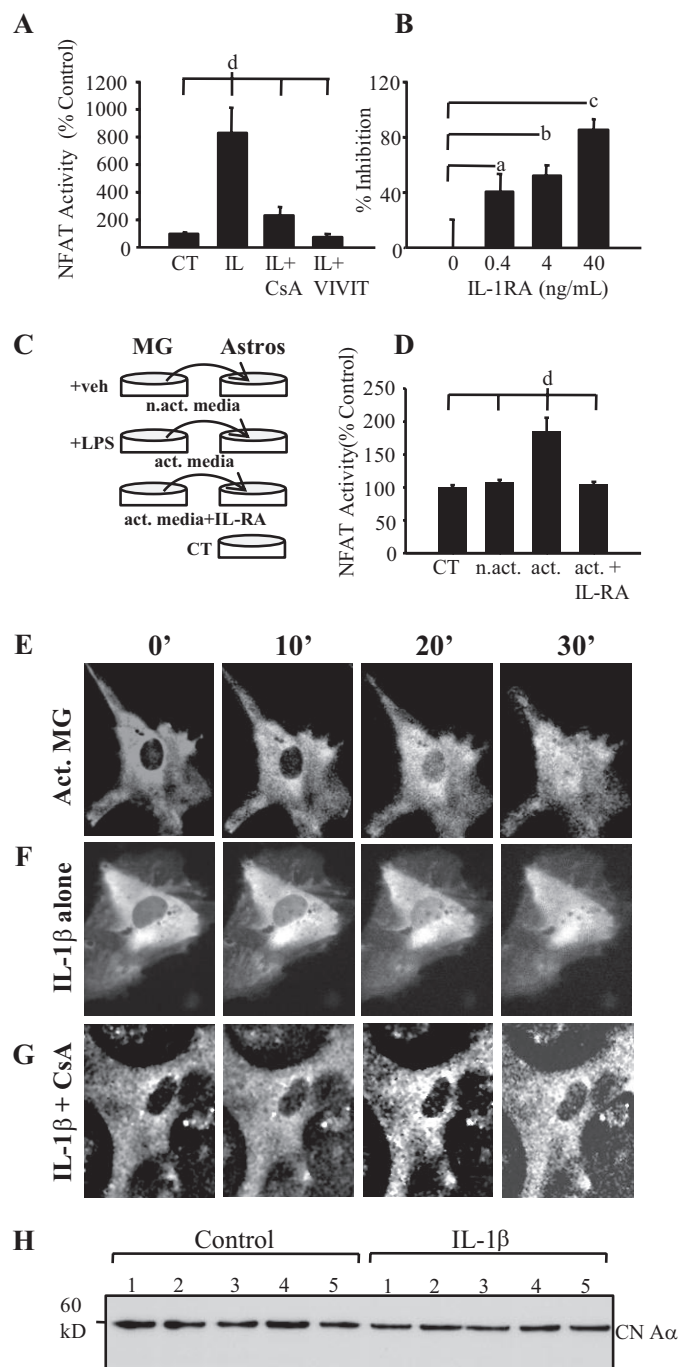 A
NFAT Activity (% Control)
1200
1000
800
600
400
200
0
d
CT
IL
IL+
CsA
IL+
VIVIT
B
% Inhibition
120
80
40
0
a
b
c
0
0.4
4
40
IL-1RA (ng/mL)
C
MG
Astros
+veh
n.act. media
+LPS
act. media
act. media+IL-RA
CT
D
NFAT Activity(% Control)
250
200
150
100
50
0
d
CT
n.act.
act.
act. +
IL-RA
E
0’
10’
20’
30’
Act. MG
F
IL-1β alone
G
IL-1β + CsA
H
Control
IL-1β
1 2 3 4 5 1 2 3 4 5
60
kD
CN Aα